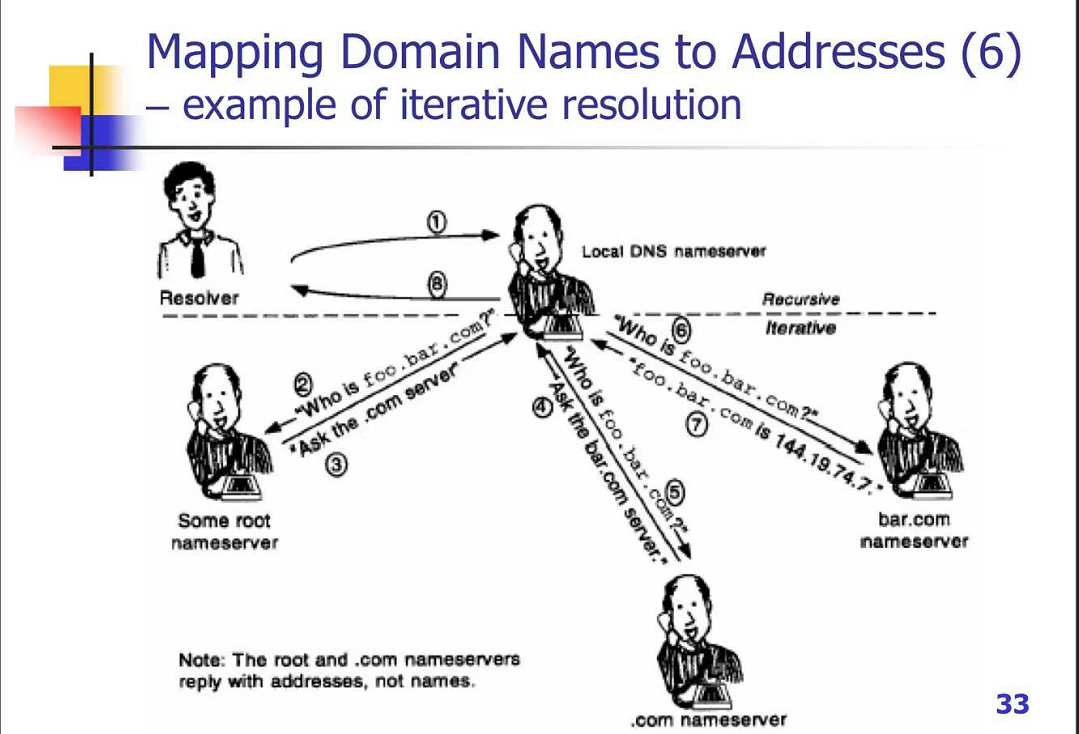 Mapping Domain Names to Addresses (6)
– example of iterative resolution
①
Local DNS nameserver
⑧
Resolver
Recursive
Iterative
②
"Who is foo.bar.com?"
"Ask the .com server"
③
④
"Who is foo.bar.com?"
"Ask the bar.com server."
⑤
⑥
"Who is foo.bar.com?"
"foo.bar.com is 144.19.74.7."
⑦
Some root
nameserver
bar.com
nameserver
Note: The root and .com nameservers
reply with addresses, not names.
.com nameserver
33